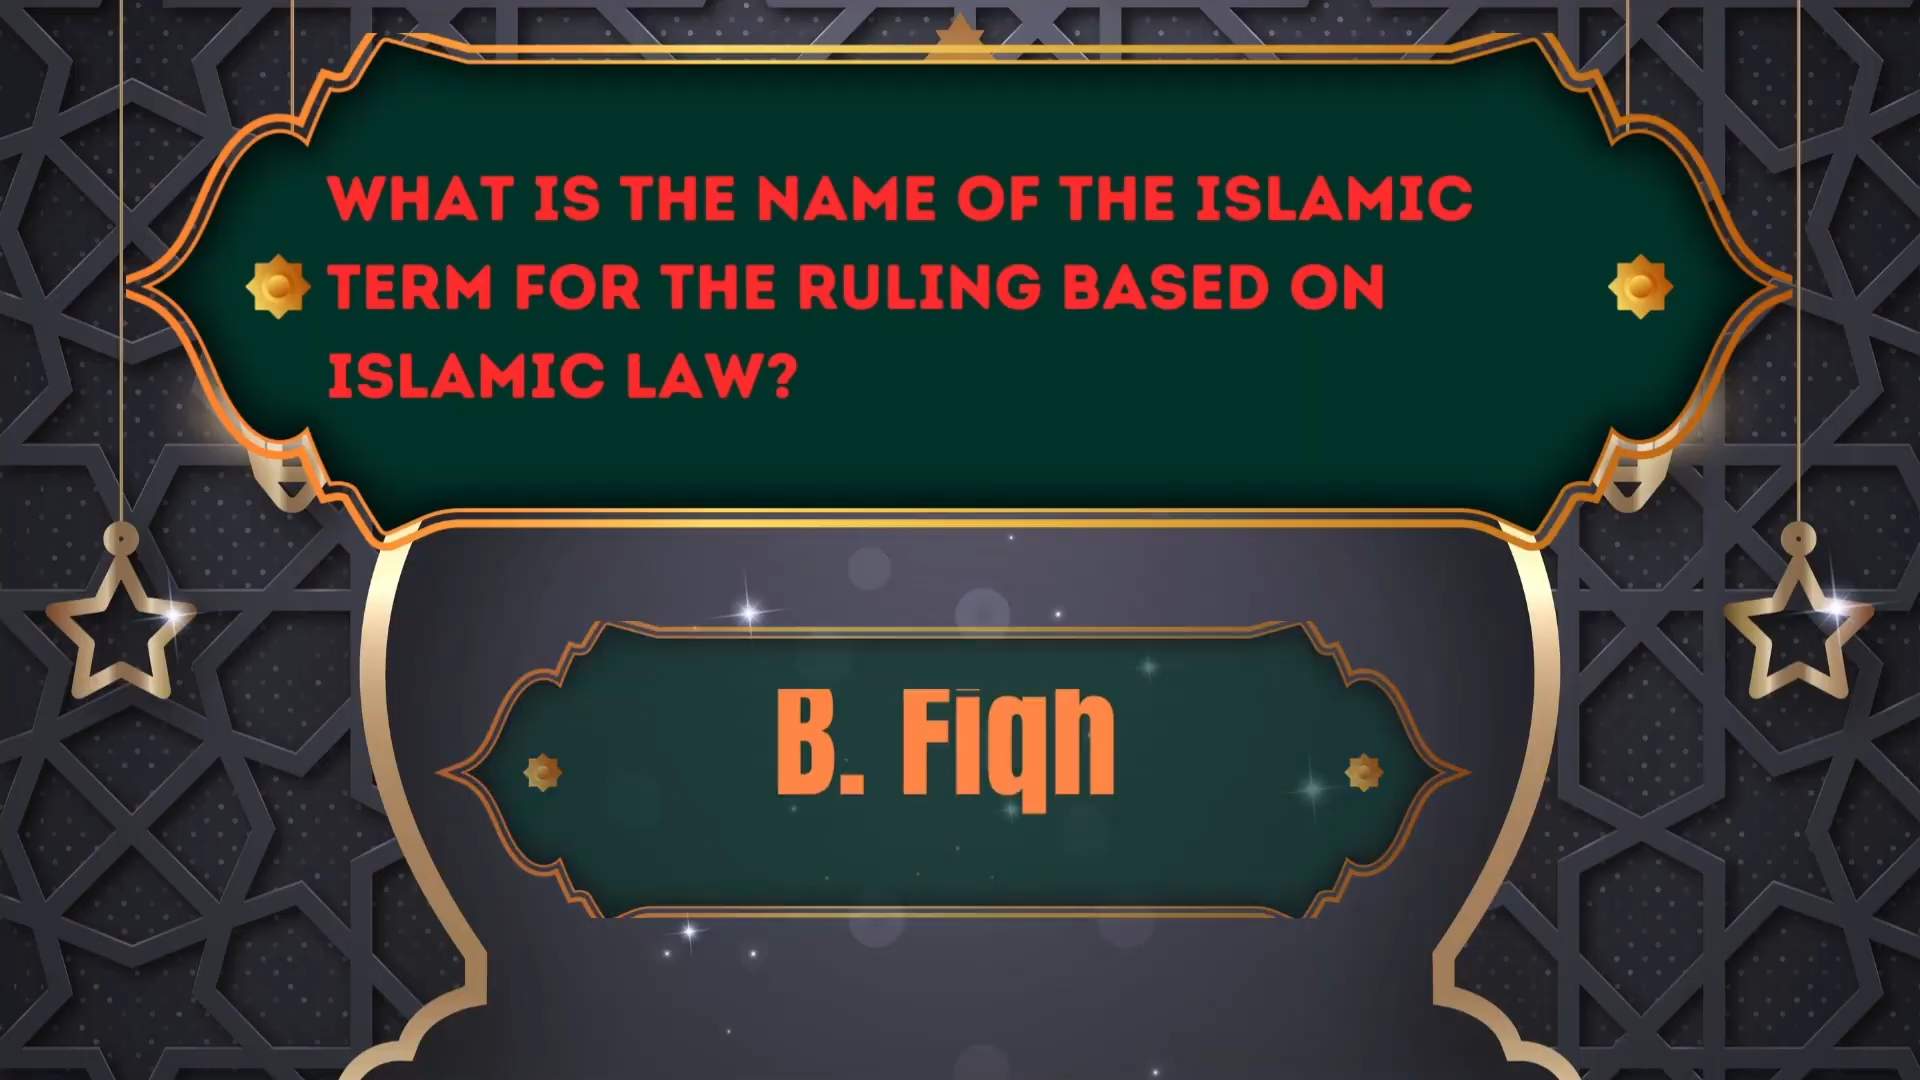 WHAT IS THE NAME OF THE ISLAMIC
TERM FOR THE RULING BASED ON
ISLAMIC LAW?
B. Fiqh